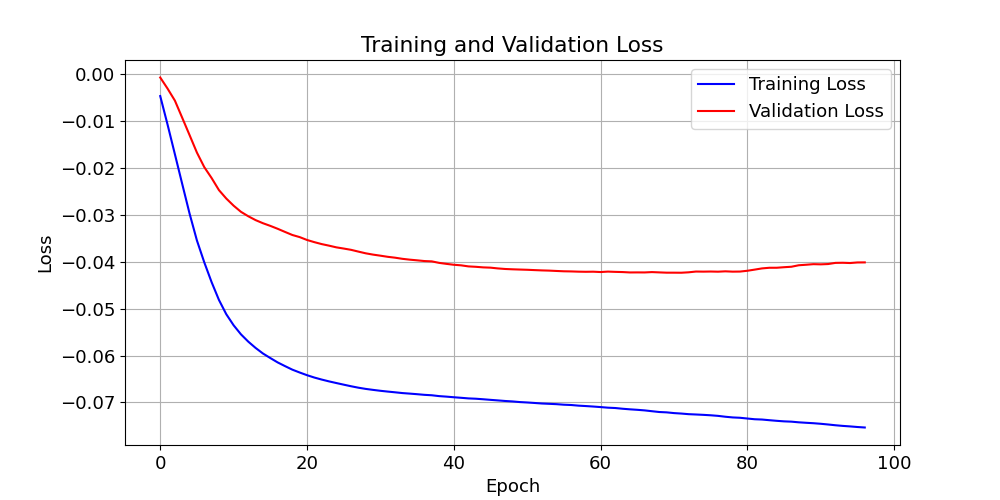 Training and Validation Loss
Training Loss
Validation Loss
0.00
−0.01
−0.02
−0.03
−0.04
−0.05
−0.06
−0.07
Loss
0 20 40 60 80 100
Epoch